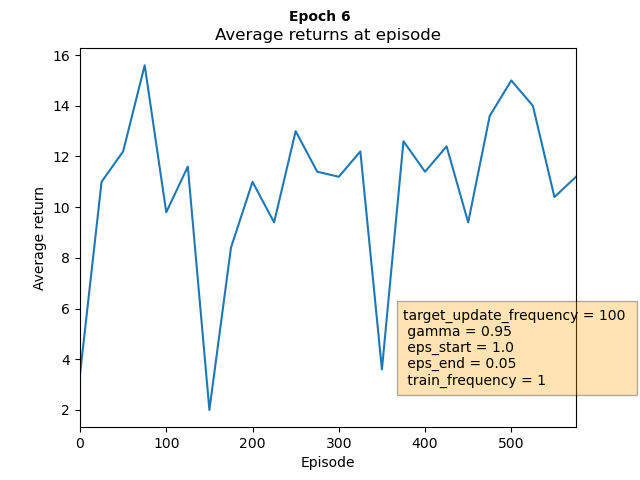 Epoch 6
Average returns at episode
16
14
12
10
8
6
4
2
Average return
target_update_frequency = 100
gamma = 0.95
eps_start = 1.0
eps_end = 0.05
train_frequency = 1
0 100 200 300 400 500
Episode